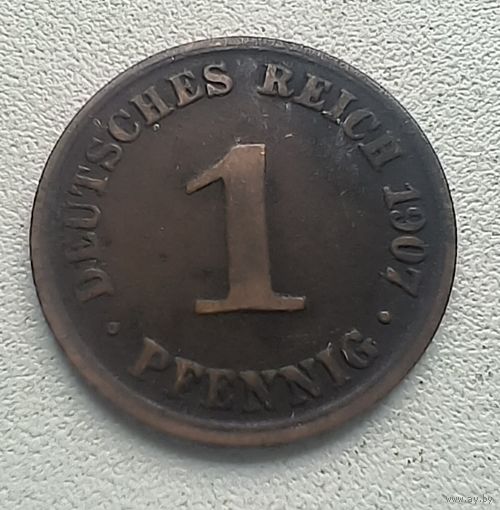 DEUTSCHES REICH 1907
1
· PFENNIG ·
www.ay.by